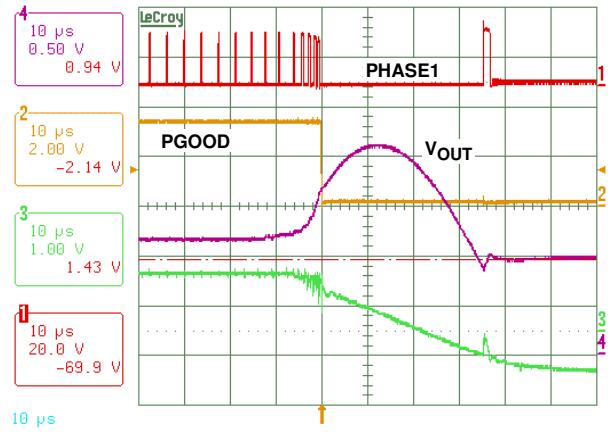 LeCroy
4
10 µs
0.50 V
0.94 V
PHASE1
1
2
10 µs
2.00 V
-2.14 V
PGOOD
VOUT
2
3
10 µs
1.00 V
1.43 V
1
10 µs
20.0 V
-69.9 V
3
4
10 µs